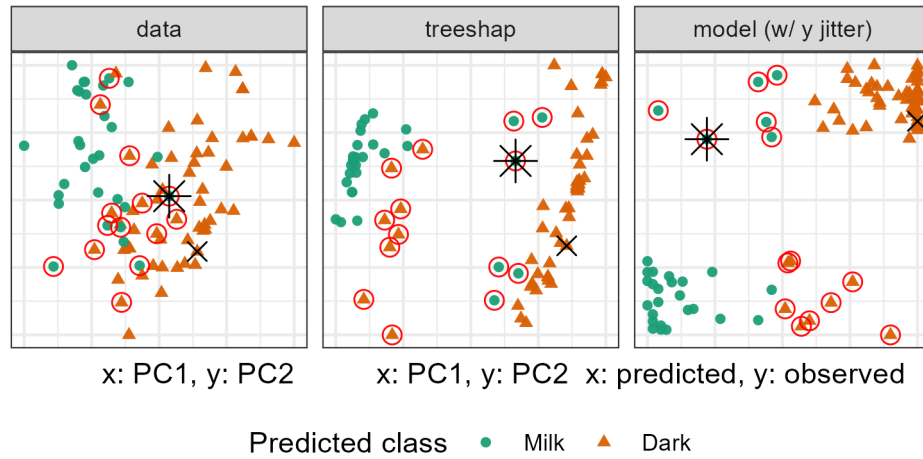 data treeshap model (w/ y jitter)
x: PC1, y: PC2 x: PC1, y: PC2 x: predicted, y: observed
Predicted class Milk Dark